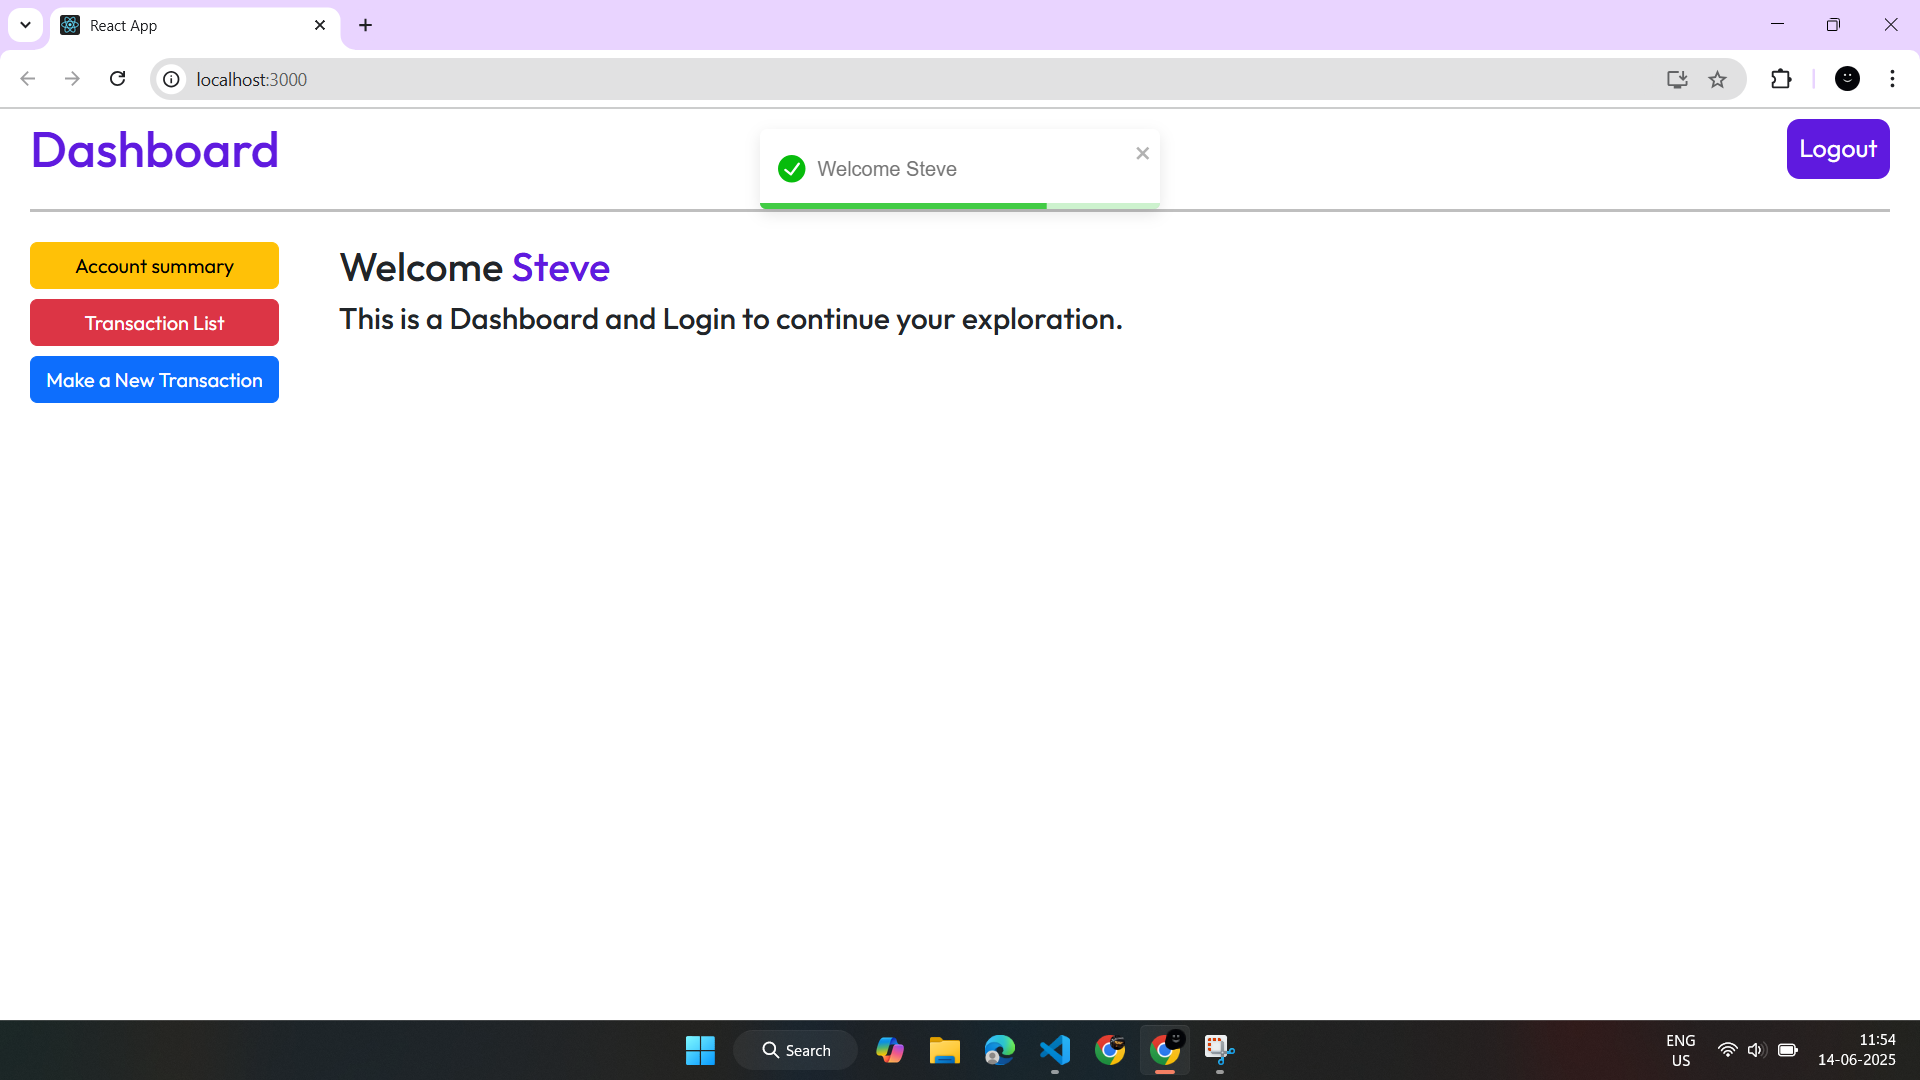 React App
localhost:3000
Dashboard
Welcome Steve
Logout
Account summary
Transaction List
Make a New Transaction
Welcome Steve
This is a Dashboard and Login to continue your exploration.
Search
ENG
US
11:54
14-06-2025